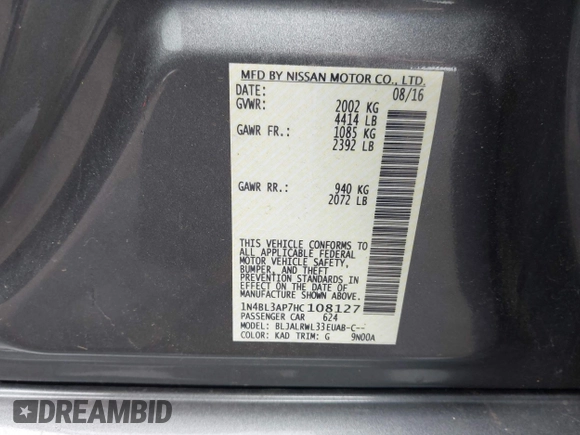 MFD BY NISSAN MOTOR CO., LTD.
DATE: 08/16
GVWR: 2002 KG
4414 LB
GAWR FR.: 1085 KG
2392 LB
GAWR RR.: 940 KG
2072 LB
THIS VEHICLE CONFORMS TO
ALL APPLICABLE FEDERAL
MOTOR VEHICLE SAFETY,
BUMPER, AND THEFT
PREVENTION STANDARDS IN
EFFECT ON THE DATE OF
MANUFACTURE SHOWN ABOVE.
1N4BL3AP7HC108127
PASSENGER CAR 624
MODEL: BLJALRWL33EUAB-C--
COLOR: KAD TRIM: G 9N00A
DREAMBID